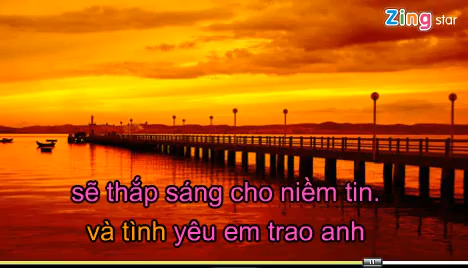 Zing star
sẽ thắp sáng cho niềm tin.
và tình yêu em trao anh